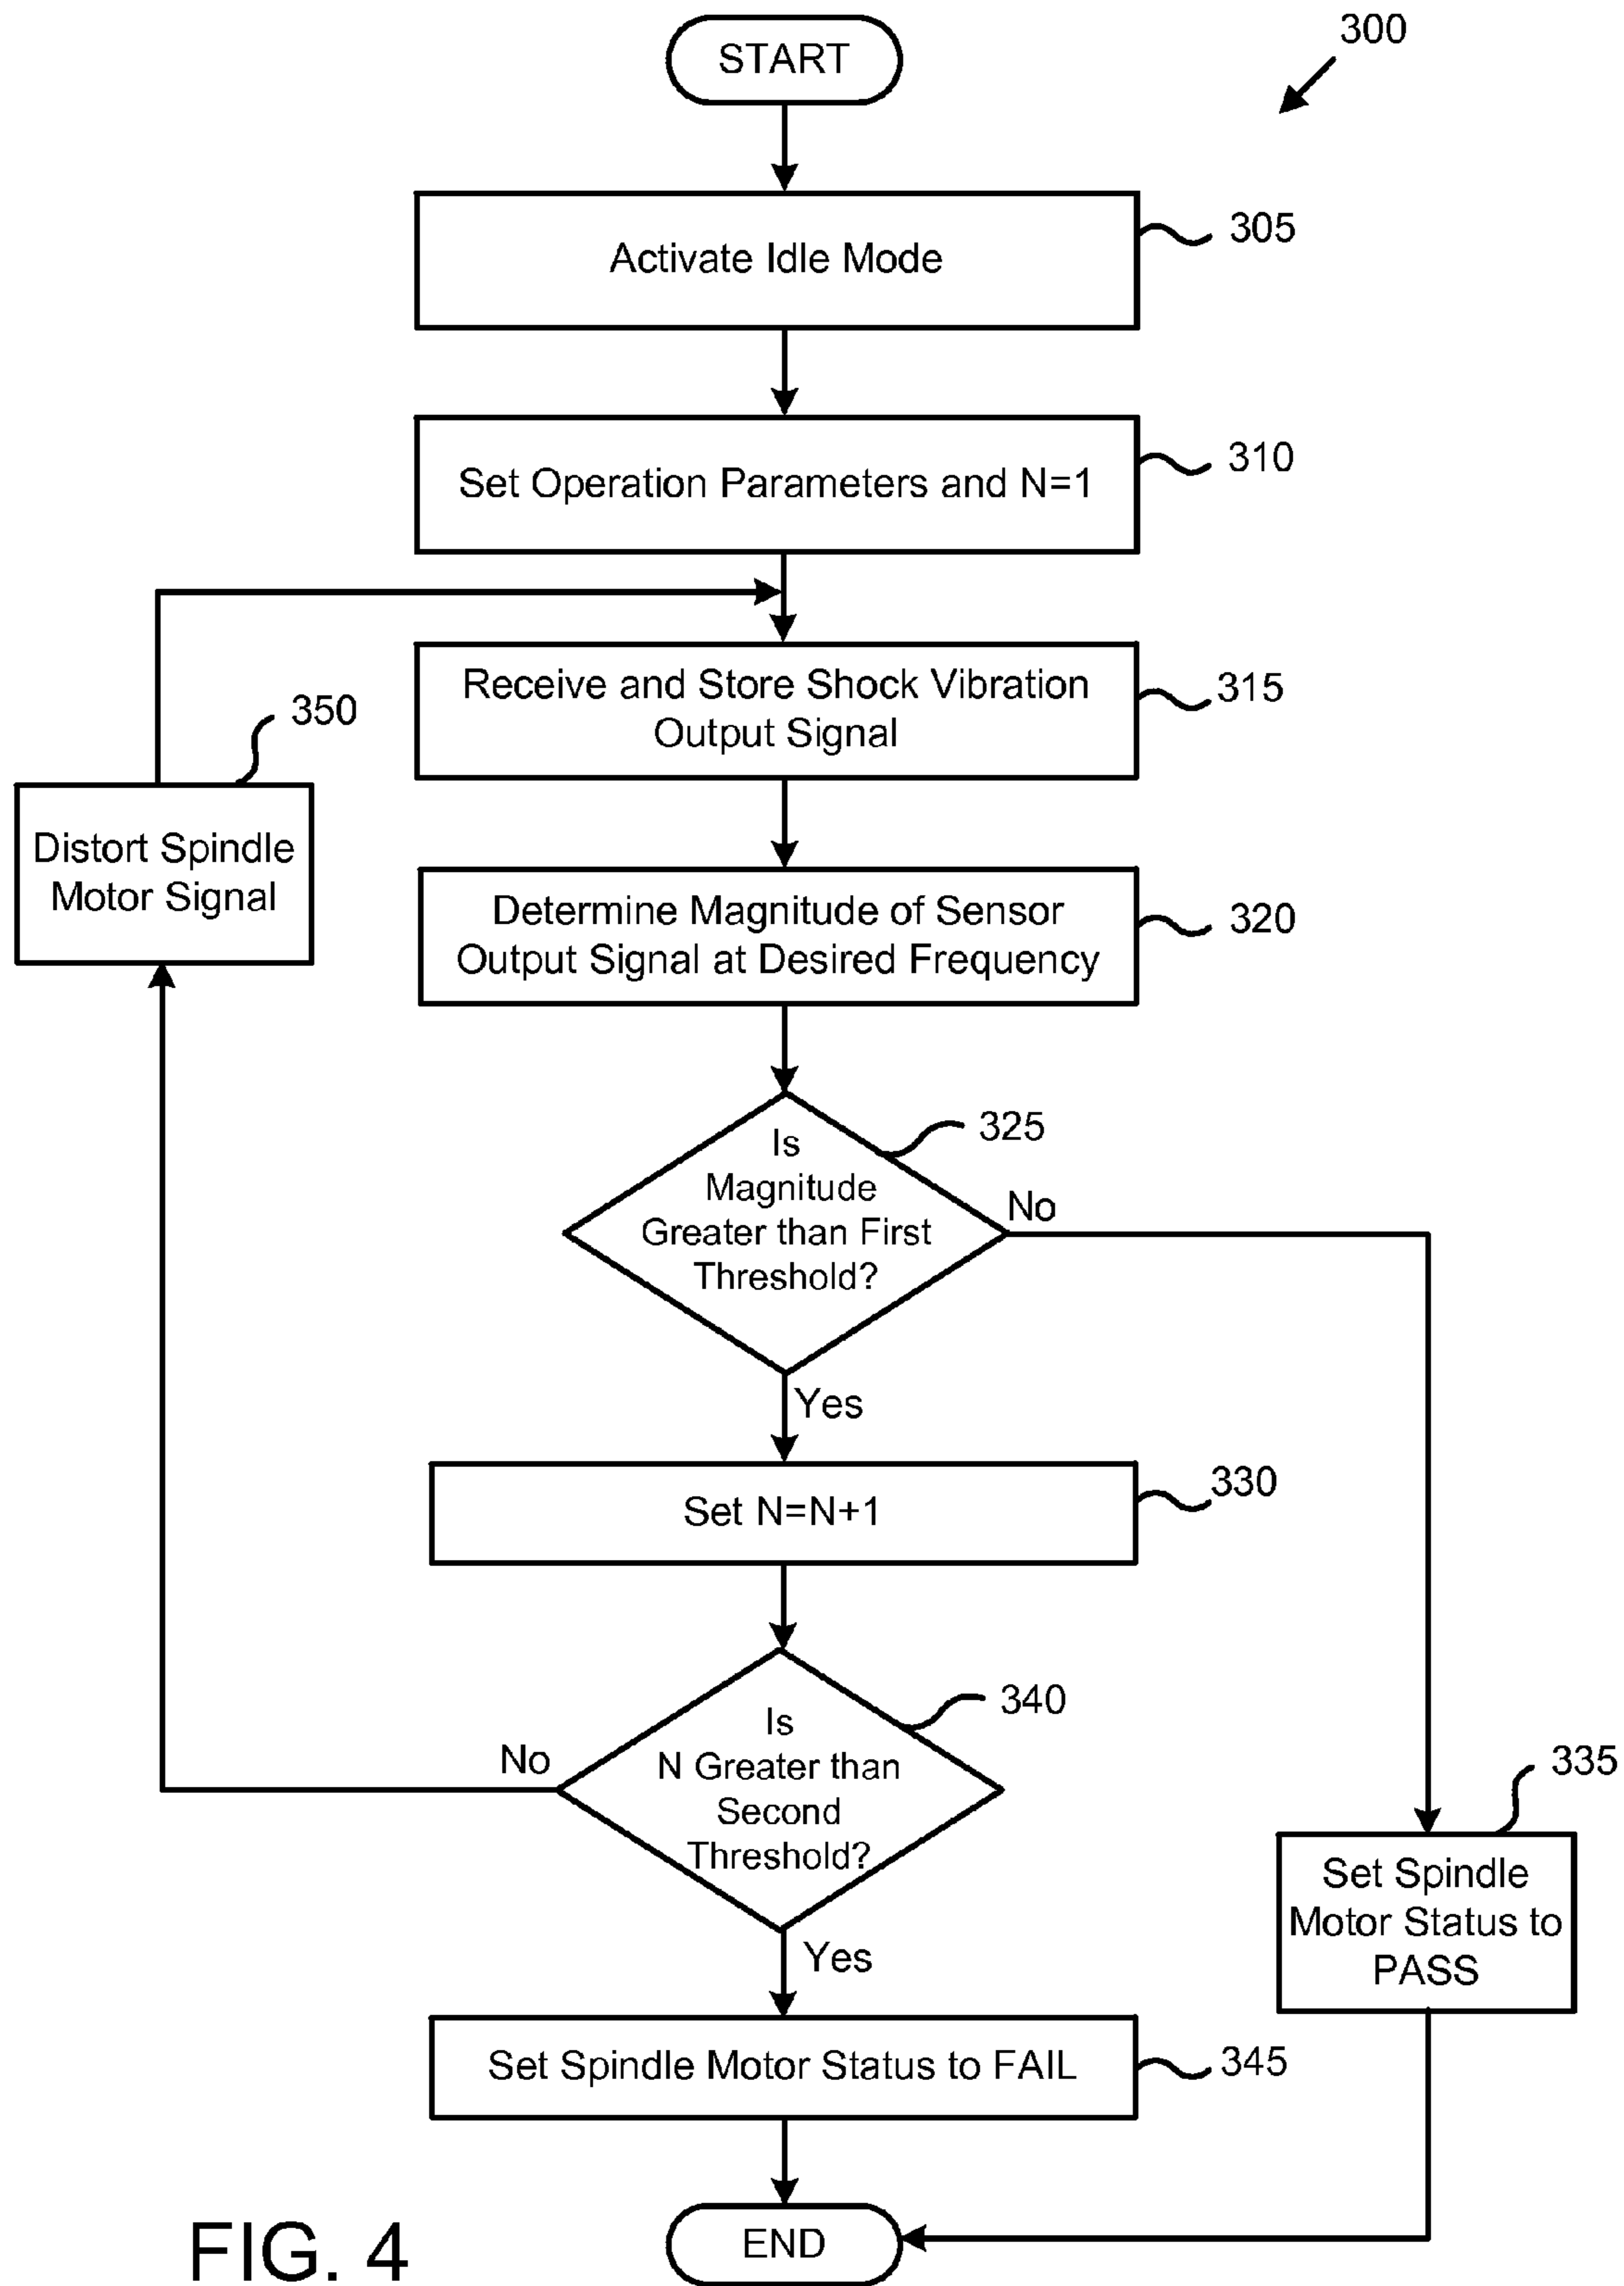 300
START
Activate Idle Mode
305
Set Operation Parameters and N=1
310
Receive and Store Shock Vibration
Output Signal
315
350
Distort Spindle
Motor Signal
Determine Magnitude of Sensor
Output Signal at Desired Frequency
320
Is
Magnitude
Greater than First
Threshold?
325
No
Yes
Set N=N+1
330
Is
N Greater than
Second
Threshold?
340
No
Yes
335
Set Spindle
Motor Status to
PASS
Set Spindle Motor Status to FAIL
345
END
FIG. 4